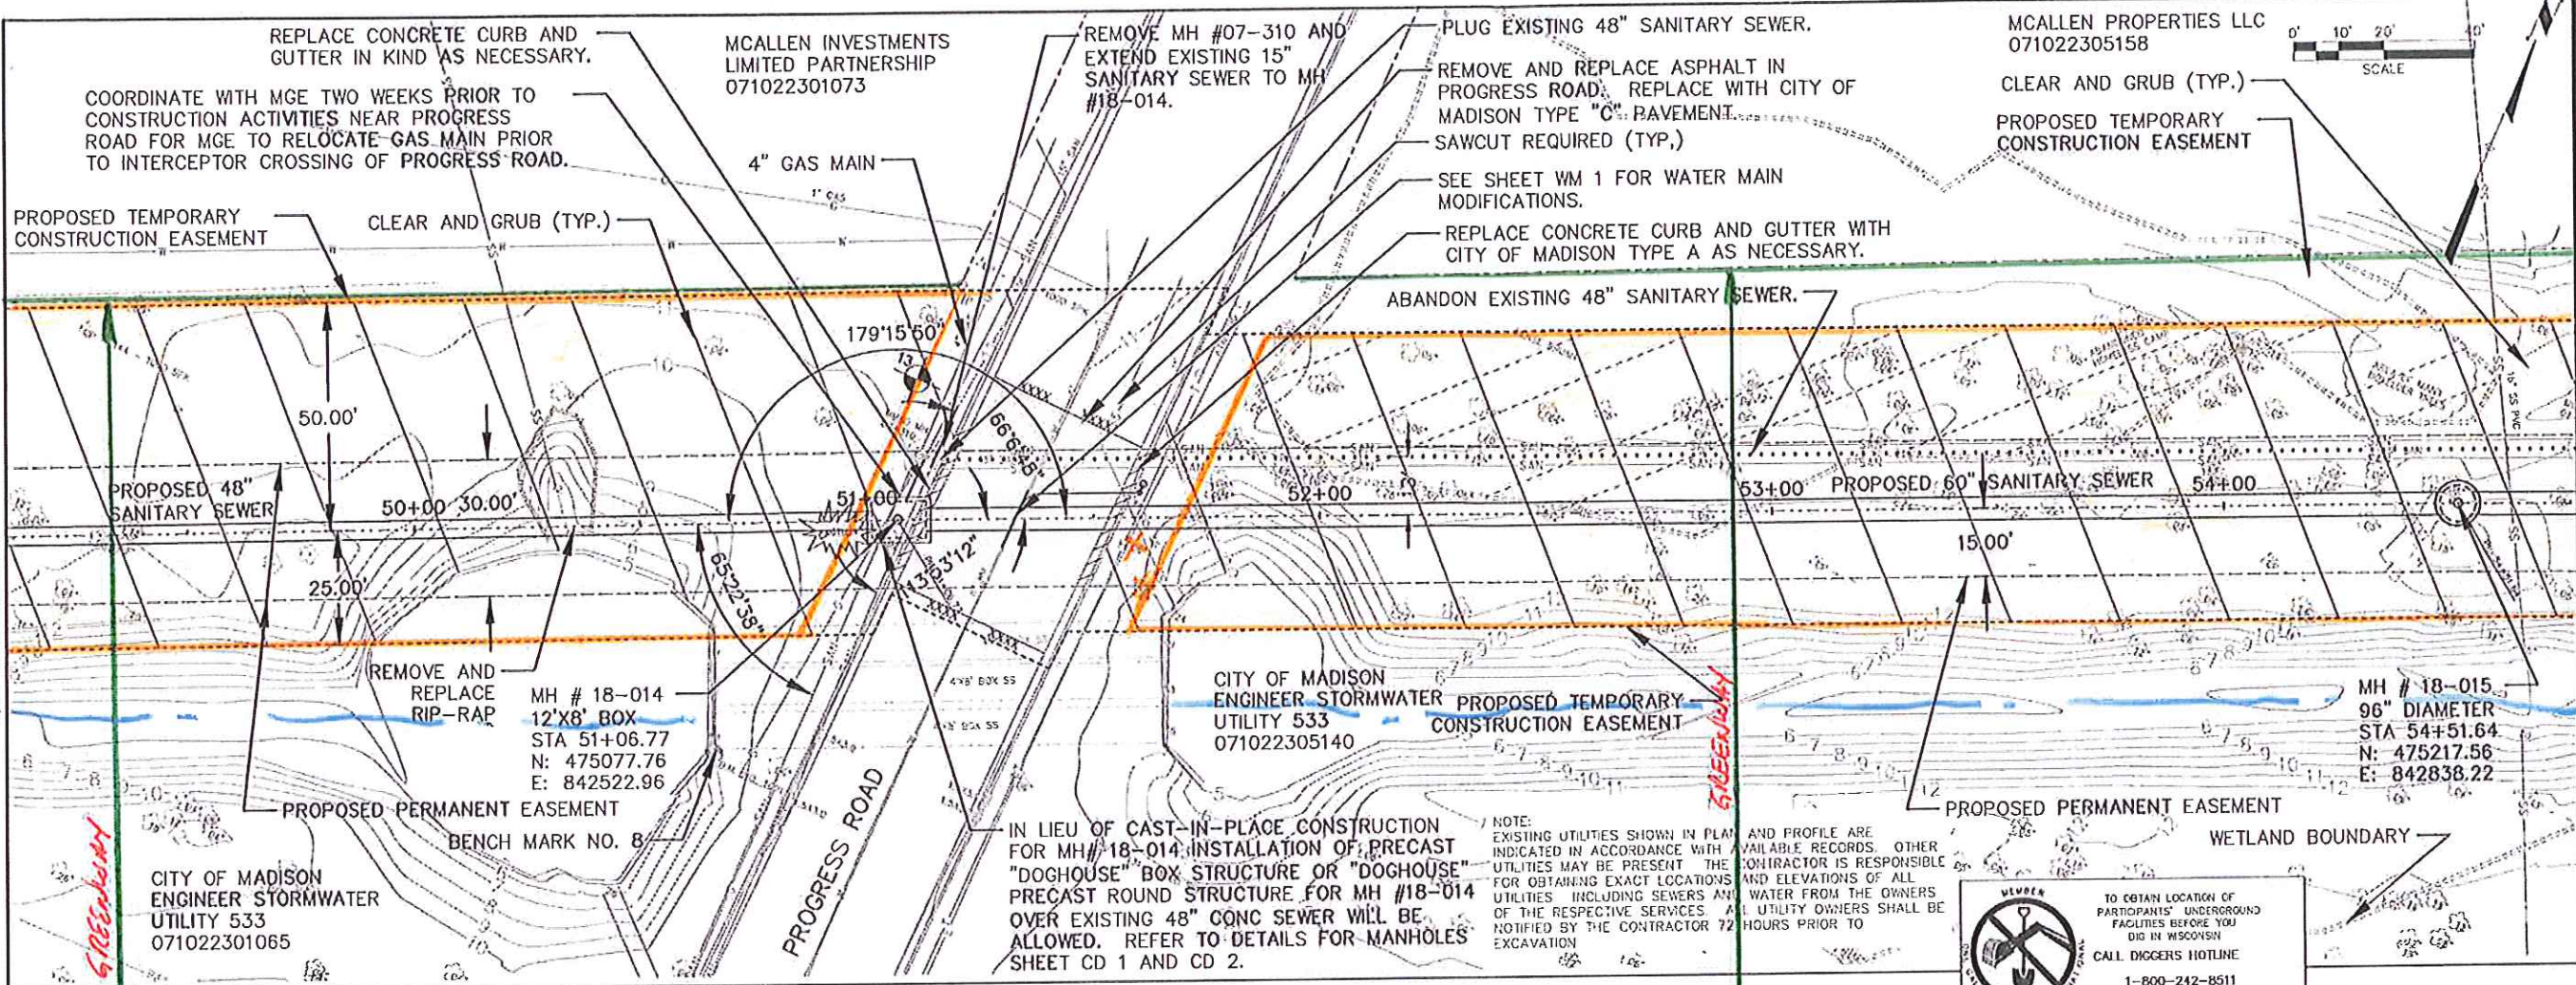 REPLACE CONCRETE CURB AND
GUTTER IN KIND AS NECESSARY.
COORDINATE WITH MGE TWO WEEKS PRIOR TO
CONSTRUCTION ACTIVITIES NEAR PROGRESS
ROAD FOR MGE TO RELOCATE GAS MAIN PRIOR
TO INTERCEPTOR CROSSING OF PROGRESS ROAD.
PROPOSED TEMPORARY
CONSTRUCTION EASEMENT
CLEAR AND GRUB (TYP.)
MCALLEN INVESTMENTS
LIMITED PARTNERSHIP
071022301073
4" GAS MAIN
REMOVE MH #07-310 AND
EXTEND EXISTING 15"
SANITARY SEWER TO MH
#18-014.
PLUG EXISTING 48" SANITARY SEWER.
REMOVE AND REPLACE ASPHALT IN
PROGRESS ROAD. REPLACE WITH CITY OF
MADISON TYPE "C" PAVEMENT.
SAWCUT REQUIRED (TYP,)
SEE SHEET WM 1 FOR WATER MAIN
MODIFICATIONS.
REPLACE CONCRETE CURB AND GUTTER WITH
CITY OF MADISON TYPE A AS NECESSARY.
ABANDON EXISTING 48" SANITARY SEWER.
MCALLEN PROPERTIES LLC
071022305158
0' 10' 20' 40'
SCALE
CLEAR AND GRUB (TYP.)
PROPOSED TEMPORARY
CONSTRUCTION EASEMENT
179°15'50"
66°6'48"
50.00'
PROPOSED 48"
SANITARY SEWER
50+00
30.00'
51+00
52+00
53+00
PROPOSED 60" SANITARY SEWER
54+00
16" SS PVC
15.00'
25.00'
65°22'38"
13°53'12"
REMOVE AND
REPLACE
RIP-RAP
MH # 18-014
12'X8' BOX
STA 51+06.77
N: 475077.76
E: 842522.96
PROPOSED PERMANENT EASEMENT
BENCH MARK NO. 8
GREENWAY
CITY OF MADISON
ENGINEER STORMWATER
UTILITY 533
071022301065
PROGRESS ROAD
4'X8' BOX SS
CITY OF MADISON
ENGINEER STORMWATER
UTILITY 533
071022305140
PROPOSED TEMPORARY
CONSTRUCTION EASEMENT
GREENWAY
IN LIEU OF CAST-IN-PLACE CONSTRUCTION
FOR MH# 18-014 INSTALLATION OF PRECAST
"DOGHOUSE" BOX STRUCTURE OR "DOGHOUSE"
PRECAST ROUND STRUCTURE FOR MH #18-014
OVER EXISTING 48" CONC SEWER WILL BE
ALLOWED. REFER TO DETAILS FOR MANHOLES
SHEET CD 1 AND CD 2.
NOTE:
EXISTING UTILITIES SHOWN IN PLAN AND PROFILE ARE
INDICATED IN ACCORDANCE WITH AVAILABLE RECORDS. OTHER
UTILITIES MAY BE PRESENT THE CONTRACTOR IS RESPONSIBLE
FOR OBTAINING EXACT LOCATIONS AND ELEVATIONS OF ALL
UTILITIES INCLUDING SEWERS AND WATER FROM THE OWNERS
OF THE RESPECTIVE SERVICES. ALL UTILITY OWNERS SHALL BE
NOTIFIED BY THE CONTRACTOR 72 HOURS PRIOR TO
EXCAVATION
MH # 18-015
96" DIAMETER
STA 54+51.64
N: 475217.56
E: 842838.22
PROPOSED PERMANENT EASEMENT
WETLAND BOUNDARY
MEMBER
TO OBTAIN LOCATION OF
PARTICIPANTS' UNDERGROUND
FACILITIES BEFORE YOU
DIG IN WISCONSIN
CALL DIGGERS HOTLINE
1-800-242-8511